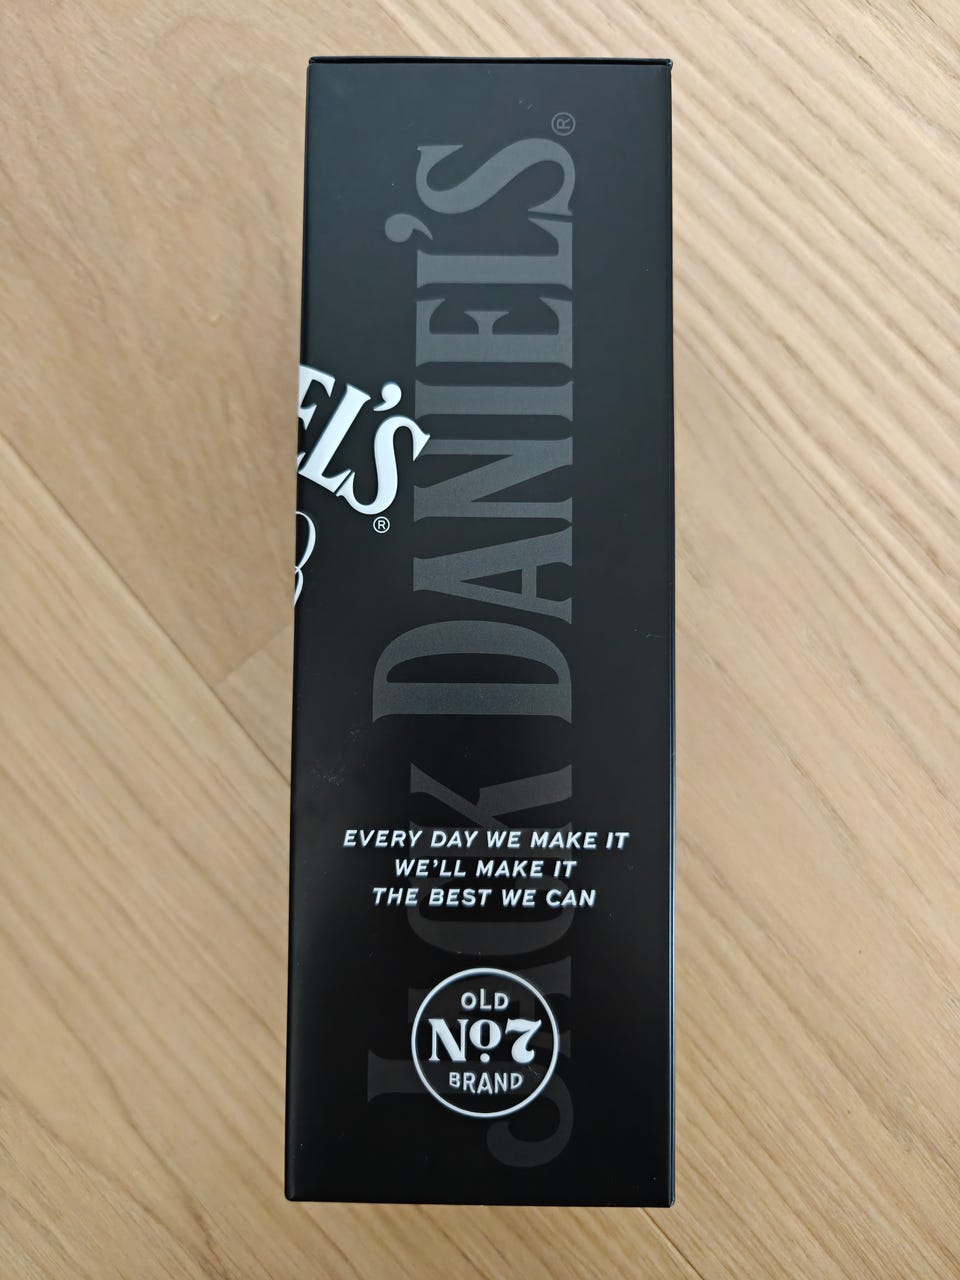 JACK DANIEL'S®
EL'S®
EVERY DAY WE MAKE IT
WE'LL MAKE IT
THE BEST WE CAN
OLD
No7
BRAND